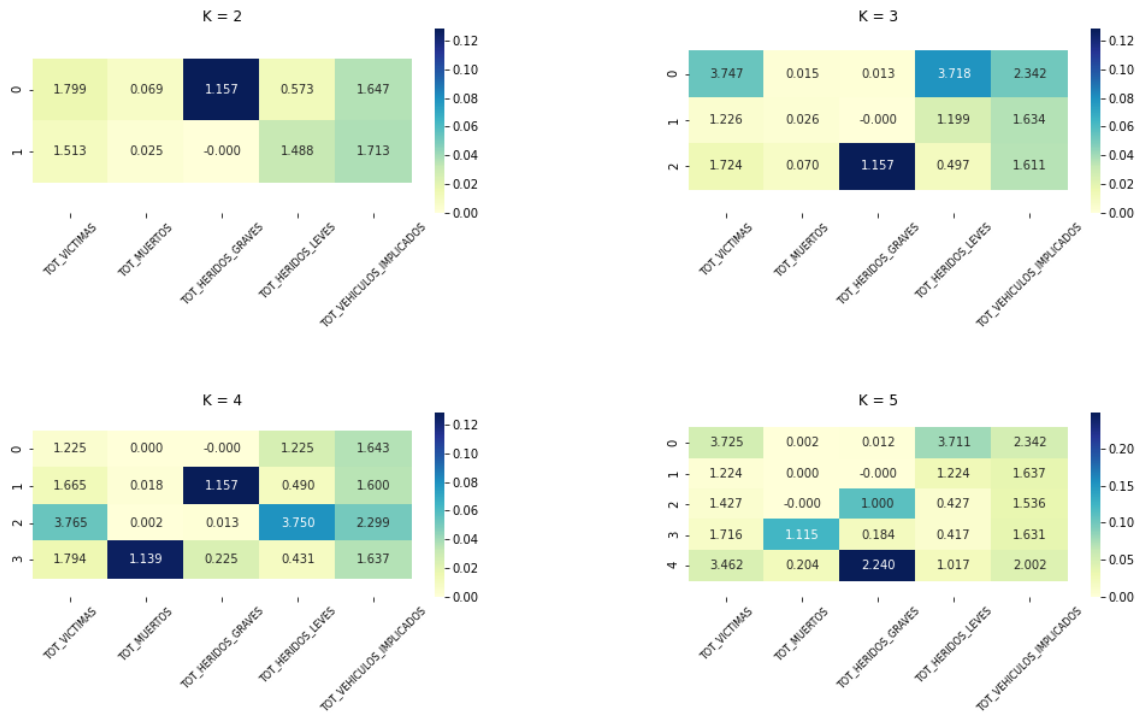 K = 2
0.12
0.10
0.08
0.06
0.04
0.02
0.00
0 1.799 0.069 1.157 0.573 1.647
1 1.513 0.025 -0.000 1.488 1.713
TOT_VICTIMAS TOT_MUERTOS TOT_HERIDOS_GRAVES TOT_HERIDOS_LEVES TOT_VEHICULOS_IMPLICADOS
K = 3
0.12
0.10
0.08
0.06
0.04
0.02
0.00
0 3.747 0.015 0.013 3.718 2.342
1 1.226 0.026 -0.000 1.199 1.634
2 1.724 0.070 1.157 0.497 1.611
TOT_VICTIMAS TOT_MUERTOS TOT_HERIDOS_GRAVES TOT_HERIDOS_LEVES TOT_VEHICULOS_IMPLICADOS
K = 4
0.12
0.10
0.08
0.06
0.04
0.02
0.00
0 1.225 0.000 -0.000 1.225 1.643
1 1.665 0.018 1.157 0.490 1.600
2 3.765 0.002 0.013 3.750 2.299
3 1.794 1.139 0.225 0.431 1.637
TOT_VICTIMAS TOT_MUERTOS TOT_HERIDOS_GRAVES TOT_HERIDOS_LEVES TOT_VEHICULOS_IMPLICADOS
K = 5
0.20
0.15
0.10
0.05
0.00
0 3.725 0.002 0.012 3.711 2.342
1 1.224 0.000 -0.000 1.224 1.637
2 1.427 -0.000 1.000 0.427 1.536
3 1.716 1.115 0.184 0.417 1.631
4 3.462 0.204 2.240 1.017 2.002
TOT_VICTIMAS TOT_MUERTOS TOT_HERIDOS_GRAVES TOT_HERIDOS_LEVES TOT_VEHICULOS_IMPLICADOS